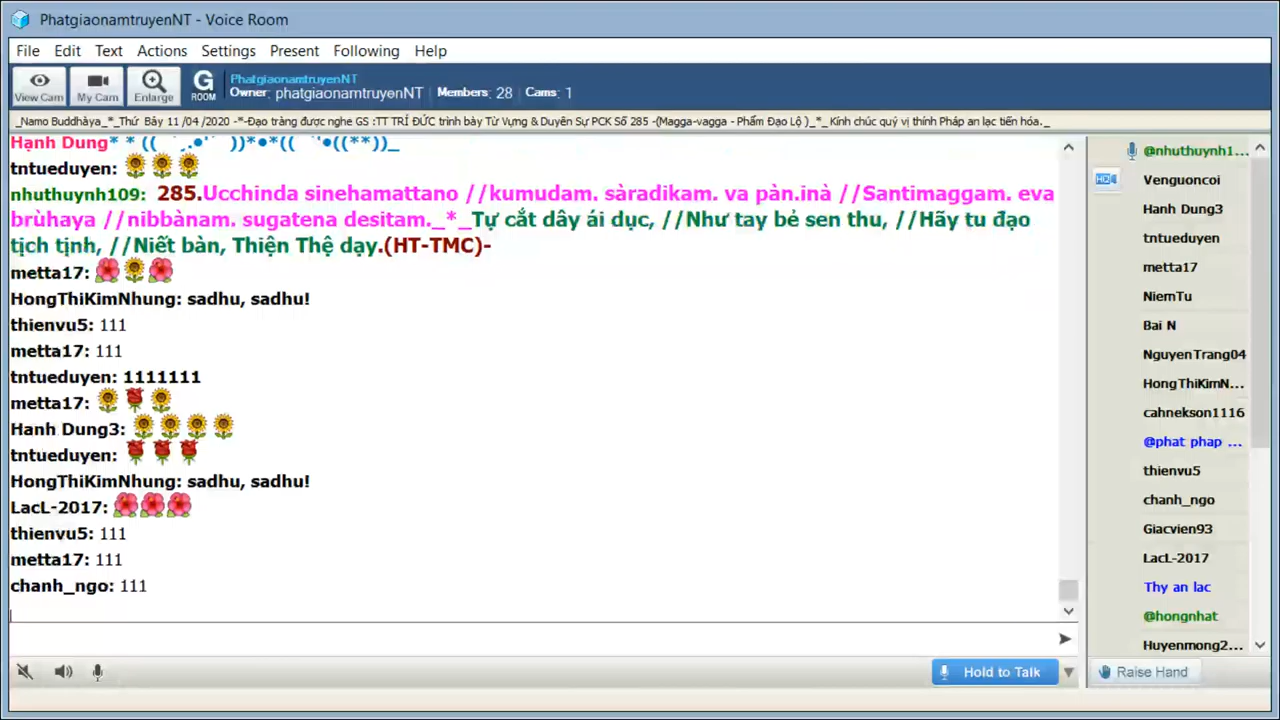 PhatgiaonamtruyenNT - Voice Room
File Edit Text Actions Settings Present Following Help
View Cam My Cam Enlarge G ROOM
PhatgiaonamtruyenNT
Owner: phatgiaonamtruyenNT Members: 28 Cams: 1
_Namo Buddhàya_*_Thứ Bảy 11 /04 /2020 -*-Đạo tràng được nghe GS :TT TRÍ ĐỨC trình bày Từ Vựng & Duyên Sự PCK Số 285 -(Magga-vagga - Phẩm Đạo Lộ )_*_ Kính chúc quý vị thính Pháp an lạc tiến hóa._
Hạnh Dung
tntueduyen:
nhuthuynh109: 285.Ucchinda sinehamattano //kumudam. sàradikam. va pàn.inà //Santimaggam. eva
brùhaya //nibbànam. sugatena desitam._*_Tự cắt dây ái dục, //Như tay bẻ sen thu, //Hãy tu đạo
tịch tịnh, //Niết bàn, Thiện Thệ dạy.(HT-TMC)-
metta17:
HongThiKimNhung: sadhu, sadhu!
thienvu5: 111
metta17: 111
tntueduyen: 1111111
metta17:
Hanh Dung3:
tntueduyen:
HongThiKimNhung: sadhu, sadhu!
LacL-2017:
thienvu5: 111
metta17: 111
chanh_ngo: 111
Hold to Talk
@nhuthuynh1...
HD
Venguoncoi
Hanh Dung3
tntueduyen
metta17
NiemTu
Bai N
NguyenTrang04
HongThiKimN...
cahnekson1116
@phat phap ...
thienvu5
chanh_ngo
Giacvien93
LacL-2017
Thy an lac
@hongnhat
Huyenmong2...
Raise Hand